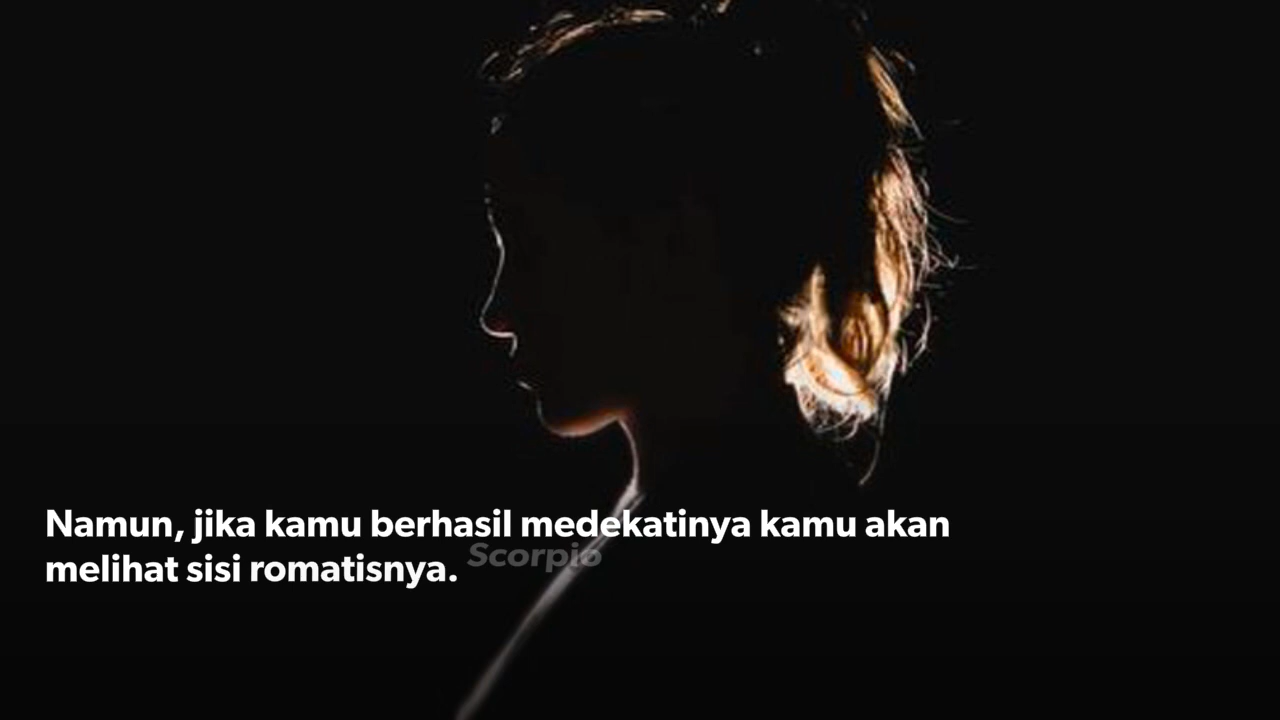 Namun, jika kamu berhasil medekatinya kamu akan
melihat sisi romatisnya.
Scorpio